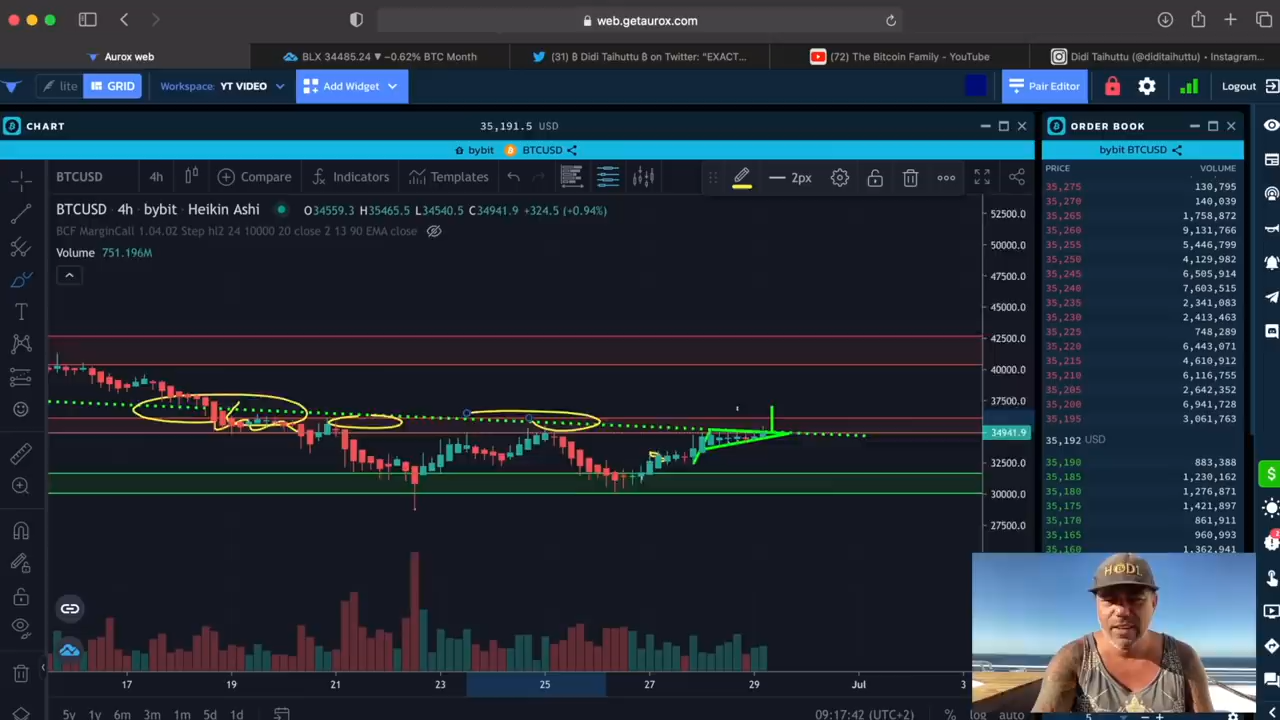 web.getaurox.com
Aurox web
BLX 34485.24 ▼−0.62% BTC Month
(31) B Didi Taihuttu B on Twitter: "EXACT...
(72) The Bitcoin Family - YouTube
Didi Taihuttu (@diditaihuttu) • Instagram...
lite GRID Workspace: YT VIDEO Add Widget Pair Editor Logout
CHART 35,191.5 USD
ORDER BOOK
bybit BTCUSD
bybit BTCUSD
BTCUSD 4h Compare Indicators Templates 2px
PRICE VOLUME
BTCUSD • 4h • bybit • Heikin Ashi O34559.3 H35465.5 L34540.5 C34941.9 +324.5 (+0.94%)
BCF MarginCall 1.04.02 Step hl2 24 10000 20 close 2 13 90 EMA close
Volume 751.196M
52500.0
50000.0
47500.0
45000.0
42500.0
40000.0
37500.0
34941.9
32500.0
30000.0
27500.0
35,275 130,795
35,270 140,039
35,265 1,758,872
35,260 9,131,766
35,255 5,446,799
35,250 4,129,982
35,245 6,505,914
35,240 7,603,515
35,235 2,341,083
35,230 2,413,463
35,225 748,289
35,220 6,443,071
35,215 4,610,912
35,210 6,116,755
35,205 2,642,352
35,200 6,941,728
35,195 3,061,763
35,192 USD
35,190 883,388
35,185 1,230,162
35,180 1,276,871
35,175 1,421,897
35,170 861,911
35,165 960,993
35,160 1,362,941
HODL
17 19 21 23 25 27 29 Jul 3
5y 1y 6m 3m 1m 5d 1d 09:17:42 (UTC+2) % log auto
5